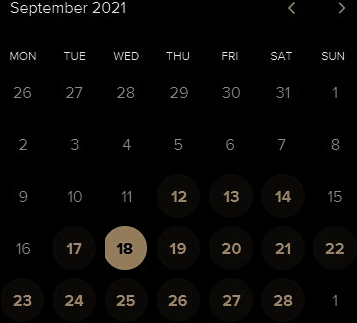 September 2021
MON TUE WED THU FRI SAT SUN
26 27 28 29 30 31 1
2 3 4 5 6 7 8
9 10 11 12 13 14 15
16 17 18 19 20 21 22
23 24 25 26 27 28 1